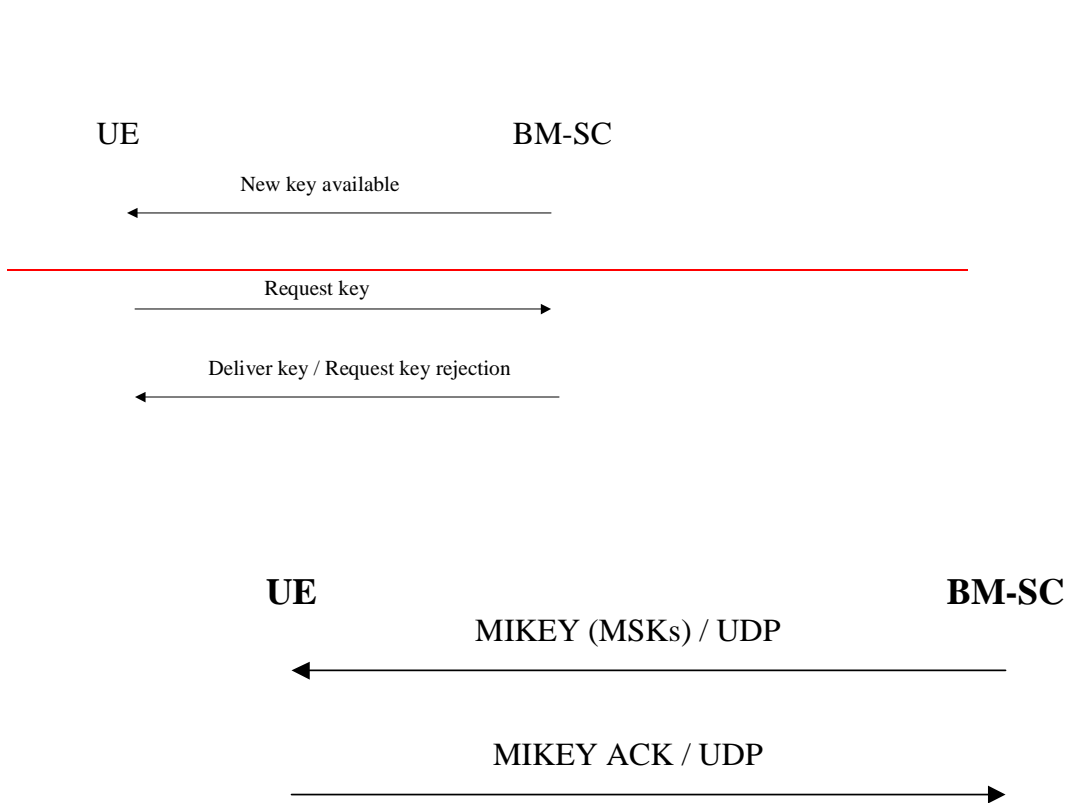 UE BM-SC
New key available
Request key
Deliver key / Request key rejection
UE BM-SC
MIKEY (MSKs) / UDP
MIKEY ACK / UDP